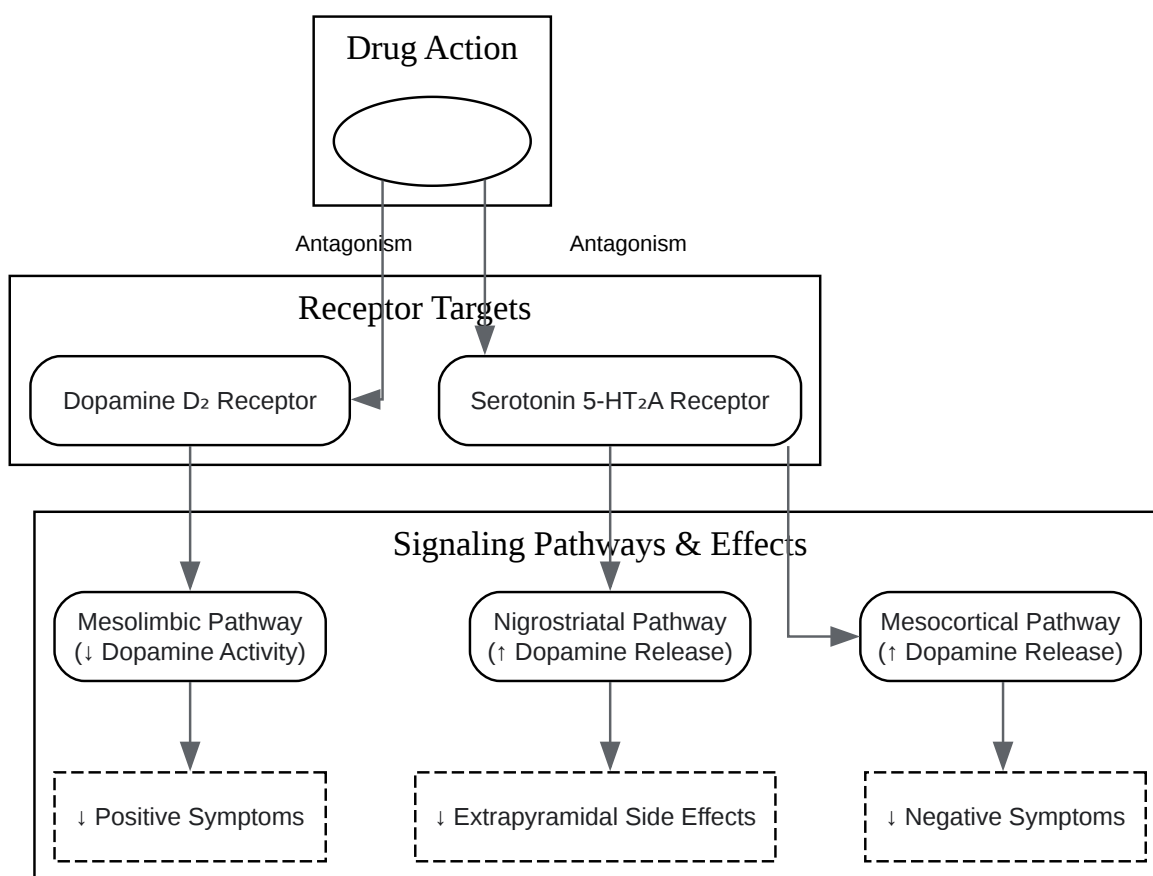 Drug Action
Antagonism
Antagonism
Receptor Targets
Dopamine D₂ Receptor
Serotonin 5-HT₂A Receptor
Signaling Pathways & Effects
Mesolimbic Pathway
(↓ Dopamine Activity)
Nigrostriatal Pathway
(↑ Dopamine Release)
Mesocortical Pathway
(↑ Dopamine Release)
↓ Positive Symptoms
↓ Extrapyramidal Side Effects
↓ Negative Symptoms